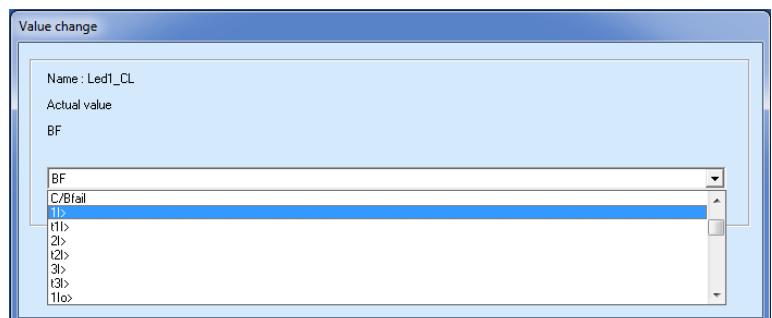 Value change
Name : Led1_CL
Actual value
BF
BF
C/Bfail
1I>
t1I>
2I>
t2I>
3I>
t3I>
1Io>